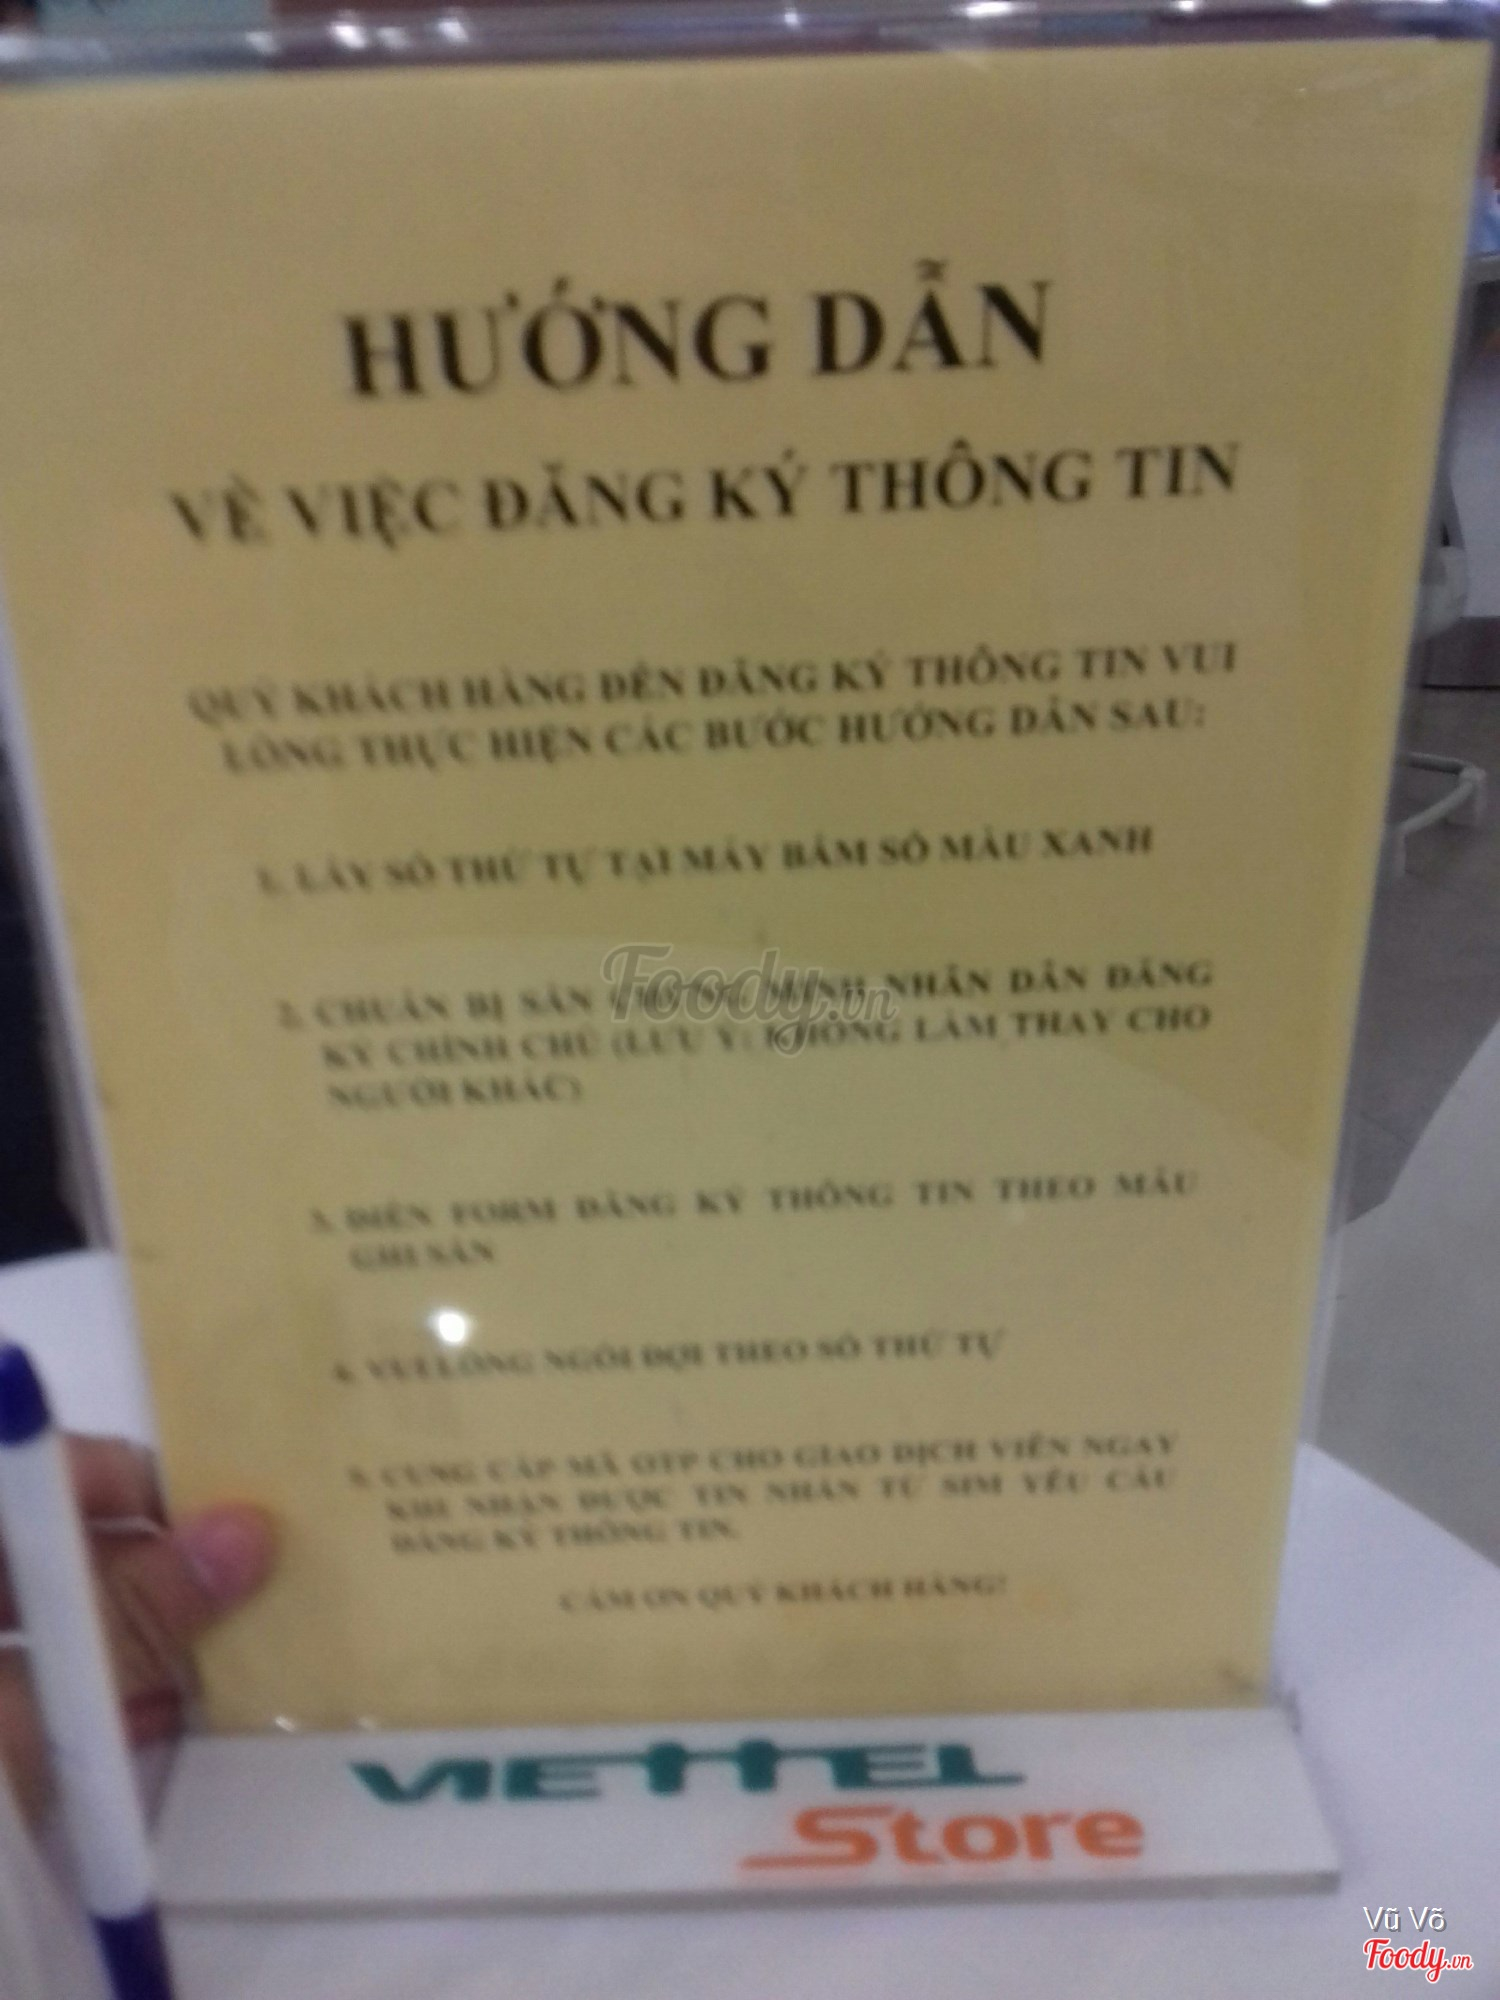 HƯỚNG DẪN
VỀ VIỆC ĐĂNG KÝ THÔNG TIN
QUÝ KHÁCH HÀNG ĐẾN ĐĂNG KÝ THÔNG TIN VUI
LÒNG THỰC HIỆN CÁC BƯỚC HƯỚNG DẪN SAU:
1. LẤY SỐ THỨ TỰ TẠI MÁY BẤM SỐ MÀU XANH
2. CHUẨN BỊ SẴN CHỨNG MINH NHÂN DÂN ĐĂNG
KÝ CHÍNH CHỦ (LƯU Ý: KHÔNG LÀM THAY CHO
NGƯỜI KHÁC)
3. ĐIỀN FORM ĐĂNG KÝ THÔNG TIN THEO MẪU
GHI SẴN
4. VUI LÒNG NGỒI ĐỢI THEO SỐ THỨ TỰ
5. CUNG CẤP MÃ OTP CHO GIAO DỊCH VIÊN NGAY
KHI NHẬN ĐƯỢC TIN NHẮN TỪ SIM YÊU CẦU
ĐĂNG KÝ THÔNG TIN.
CẢM ƠN QUÝ KHÁCH HÀNG!
VIETTEL
Store
Foody.vn
Vũ Võ
Foody.vn